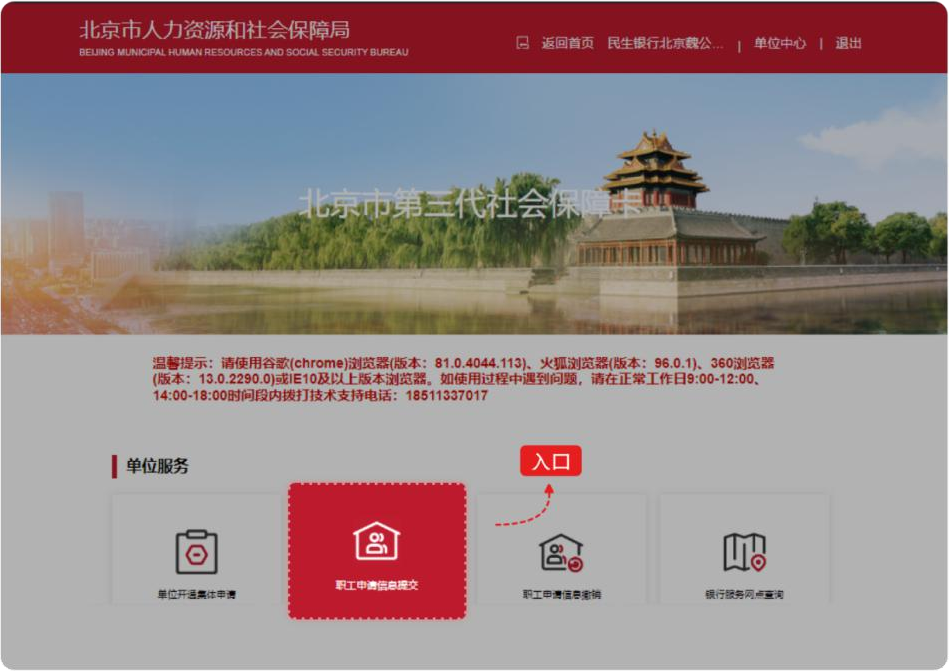 北京市人力资源和社会保障局
BEIJING MUNICIPAL HUMAN RESOURCES AND SOCIAL SECURITY BUREAU
返回首页 民生银行北京魏公... | 单位中心 | 退出
北京市第三代社会保障卡
温馨提示：请使用谷歌(chrome)浏览器(版本：81.0.4044.113)、火狐浏览器(版本：96.0.1)、360浏览器
(版本：13.0.2290.0)或IE10及以上版本浏览器。如使用过程中遇到问题，请在正常工作日9:00-12:00、
14:00-18:00时间段内拨打技术支持电话：18511337017
单位服务
入口
单位开通集体申请
职工申请信息提交
职工申请信息撤销
银行服务网点查询